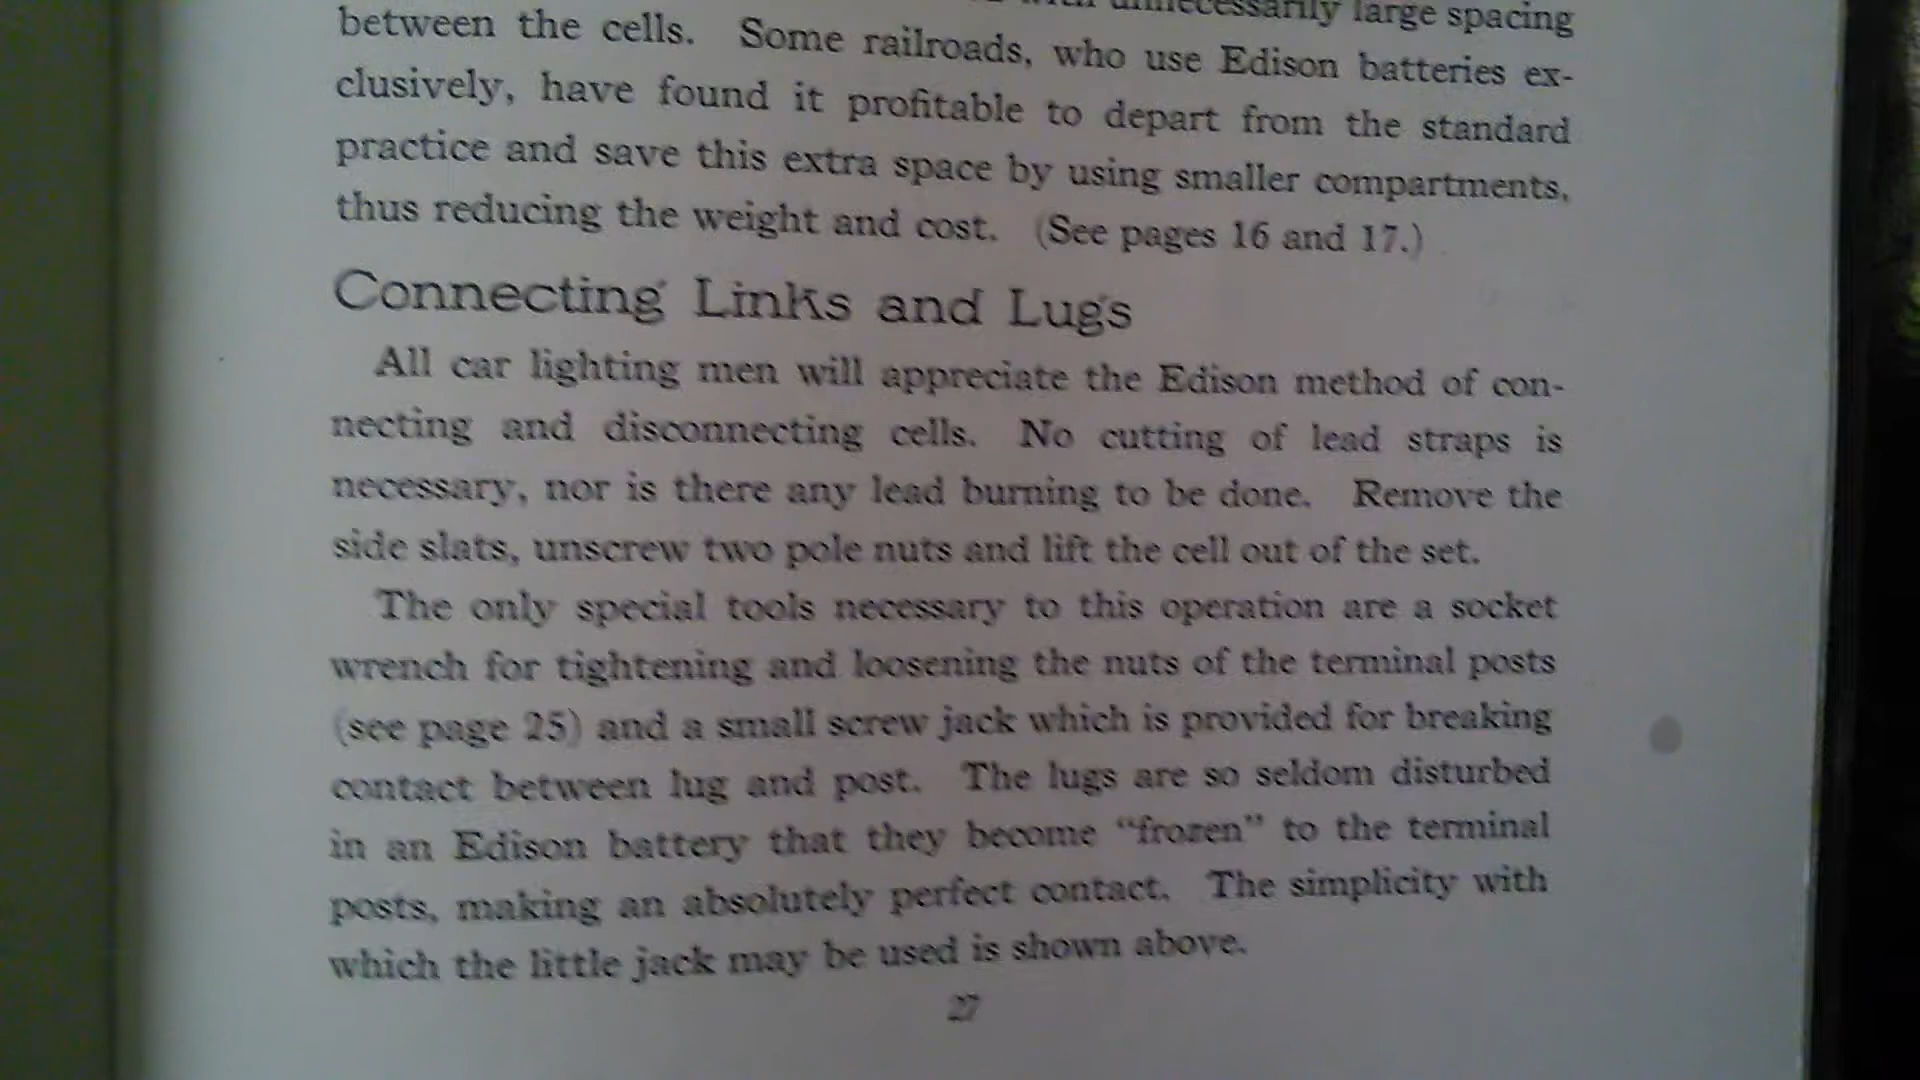 unnecessarily large spacing
between the cells. Some railroads, who use Edison batteries ex-
clusively, have found it profitable to depart from the standard
practice and save this extra space by using smaller compartments,
thus reducing the weight and cost. (See pages 16 and 17.)
Connecting Links and Lugs
All car lighting men will appreciate the Edison method of con-
necting and disconnecting cells. No cutting of lead straps is
necessary, nor is there any lead burning to be done. Remove the
side slats, unscrew two pole nuts and lift the cell out of the set.
The only special tools necessary to this operation are a socket
wrench for tightening and loosening the nuts of the terminal posts
(see page 25) and a small screw jack which is provided for breaking
contact between lug and post. The lugs are so seldom disturbed
in an Edison battery that they become “frozen” to the terminal
posts, making an absolutely perfect contact. The simplicity with
which the little jack may be used is shown above.
27